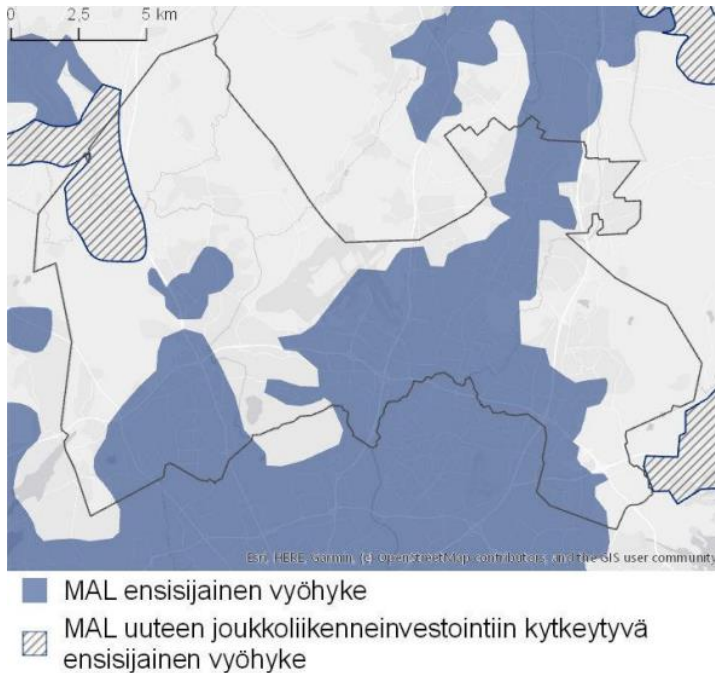 0 2,5 5 km
Esri, HERE, Garmin, (c) OpenStreetMap contributors, and the GIS user community
MAL ensisijainen vyöhyke
MAL uuteen joukkoliikenneinvestointiin kytkeytyvä
ensisijainen vyöhyke